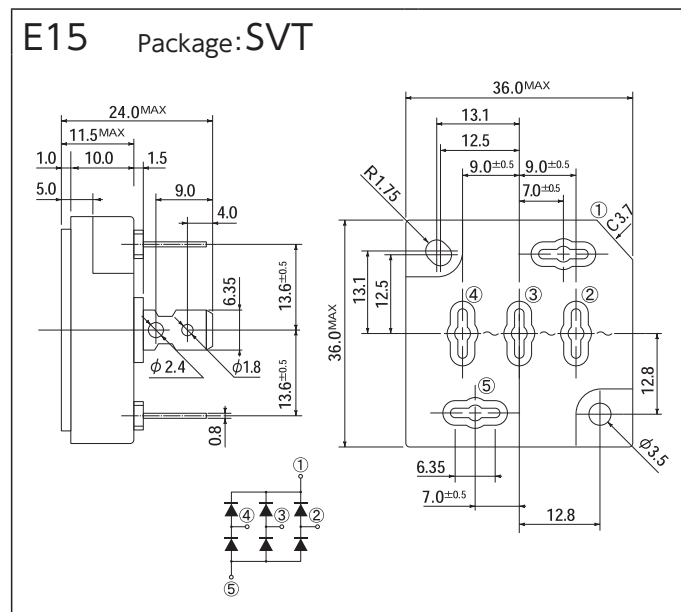 E15 Package:SVT
24.0MAX
11.5MAX
1.0 10.0 1.5
5.0
9.0
4.0
6.35
13.6±0.5
13.6±0.5
ϕ2.4
ϕ1.8
0.8
36.0MAX
13.1
12.5
9.0±0.5 9.0±0.5
7.0±0.5
R1.75
①
C3.7
13.1
12.5
36.0MAX
④ ③ ②
⑤
12.8
ϕ3.5
6.35
7.0±0.5
12.8
①
④ ③ ②
⑤